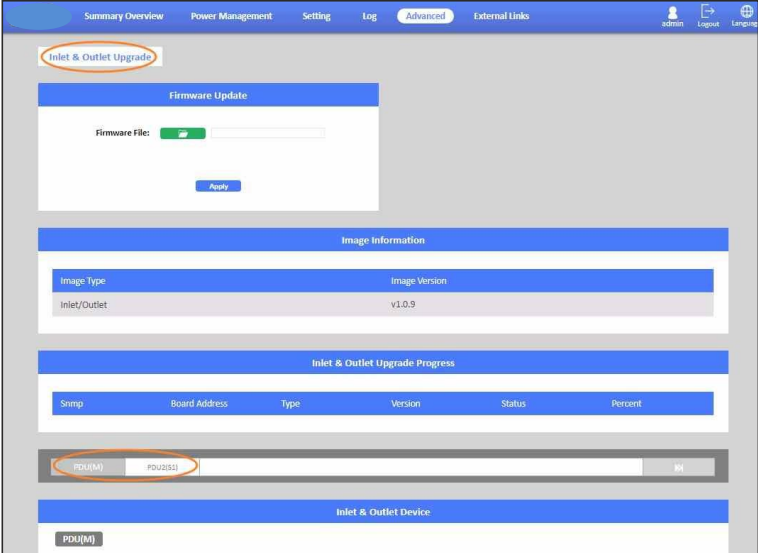 Summary Overview Power Management Setting Log Advanced External Links admin Logout Languag
Inlet & Outlet Upgrade
Firmware Update
Firmware File:
Apply
Image Information
Image Type Image Version
Inlet/Outlet v1.0.9
Inlet & Outlet Upgrade Progress
Snmp Board Address Type Version Status Percent
PDU(M) PDU2(S1)
Inlet & Outlet Device
PDU(M)